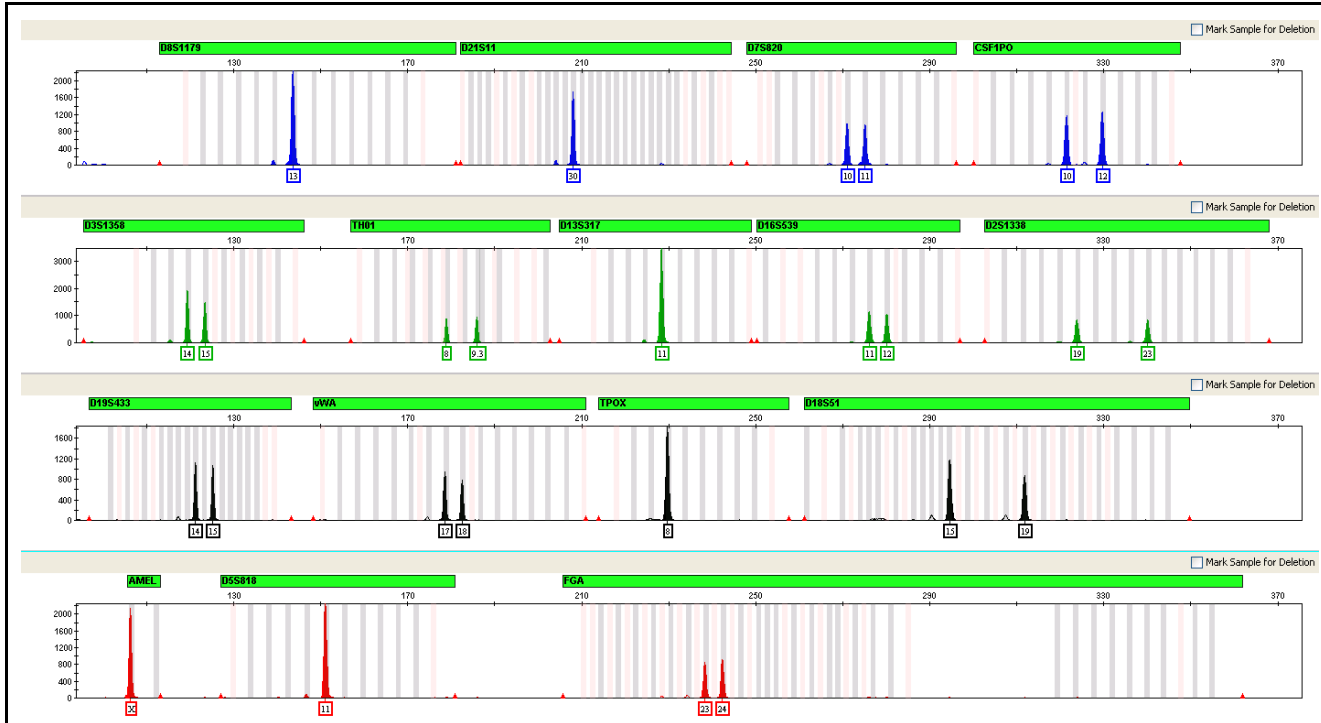 Mark Sample for Deletion
D8S1179 D21S11 D7S820 CSF1PO
130 170 210 250 290 330 370
2000
1600
1200
800
400
0
13 30 10 11 10 12
Mark Sample for Deletion
D3S1358 TH01 D13S317 D16S539 D2S1338
130 170 210 250 290 330 370
3000
2000
1000
0
14 15 8 9.3 11 11 12 19 23
Mark Sample for Deletion
D19S433 vWA TPOX D18S51
130 170 210 250 290 330 370
1600
1200
800
400
0
14 15 17 18 8 15 19
Mark Sample for Deletion
AMEL D5S818 FGA
130 170 210 250 290 330 370
2000
1600
1200
800
400
0
X 11 23 24